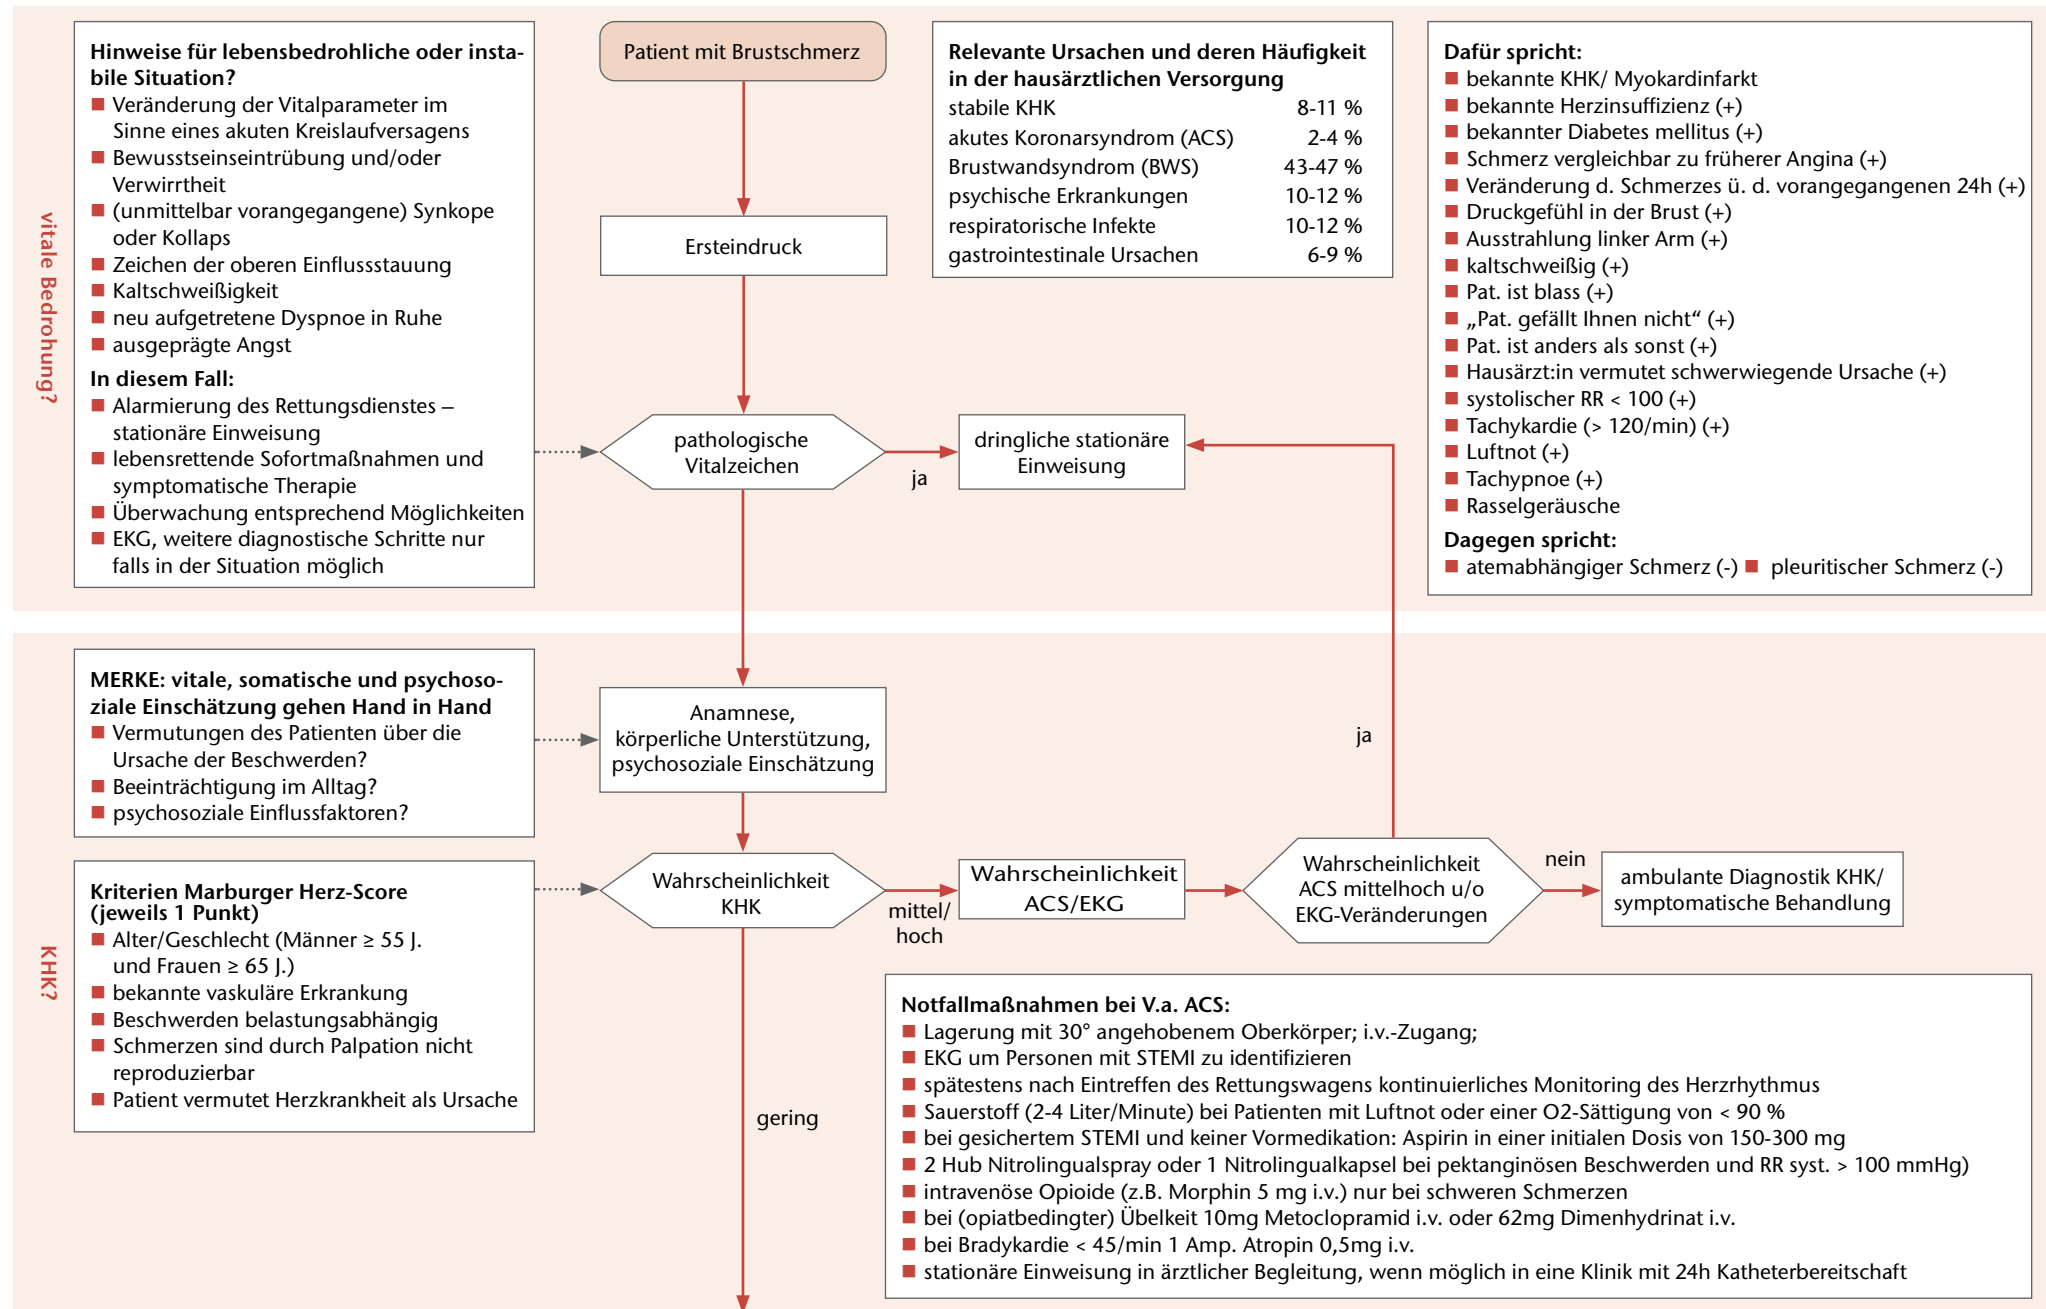 vitale Bedrohung?
Hinweise für lebensbedrohliche oder insta-
bile Situation?
■ Veränderung der Vitalparameter im
Sinne eines akuten Kreislaufversagens
■ Bewusstseinseintrübung und/oder
Verwirrtheit
■ (unmittelbar vorangegangene) Synkope
oder Kollaps
■ Zeichen der oberen Einflussstauung
■ Kaltschweißigkeit
■ neu aufgetretene Dyspnoe in Ruhe
■ ausgeprägte Angst
In diesem Fall:
■ Alarmierung des Rettungsdienstes –
stationäre Einweisung
■ lebensrettende Sofortmaßnahmen und
symptomatische Therapie
■ Überwachung entsprechend Möglichkeiten
■ EKG, weitere diagnostische Schritte nur
falls in der Situation möglich
Patient mit Brustschmerz
Ersteindruck
pathologische
Vitalzeichen
ja
dringliche stationäre
Einweisung
Relevante Ursachen und deren Häufigkeit
in der hausärztlichen Versorgung
stabile KHK 8-11 %
akutes Koronarsyndrom (ACS) 2-4 %
Brustwandsyndrom (BWS) 43-47 %
psychische Erkrankungen 10-12 %
respiratorische Infekte 10-12 %
gastrointestinale Ursachen 6-9 %
Dafür spricht:
■ bekannte KHK/ Myokardinfarkt
■ bekannte Herzinsuffizienz (+)
■ bekannter Diabetes mellitus (+)
■ Schmerz vergleichbar zu früherer Angina (+)
■ Veränderung d. Schmerzes ü. d. vorangegangenen 24h (+)
■ Druckgefühl in der Brust (+)
■ Ausstrahlung linker Arm (+)
■ kaltschweißig (+)
■ Pat. ist blass (+)
■ „Pat. gefällt Ihnen nicht“ (+)
■ Pat. ist anders als sonst (+)
■ Hausärzt:in vermutet schwerwiegende Ursache (+)
■ systolischer RR < 100 (+)
■ Tachykardie (> 120/min) (+)
■ Luftnot (+)
■ Tachypnoe (+)
■ Rasselgeräusche
Dagegen spricht:
■ atemabhängiger Schmerz (-) ■ pleuritischer Schmerz (-)
KHK?
MERKE: vitale, somatische und psychoso-
ziale Einschätzung gehen Hand in Hand
■ Vermutungen des Patienten über die
Ursache der Beschwerden?
■ Beeinträchtigung im Alltag?
■ psychosoziale Einflussfaktoren?
Kriterien Marburger Herz-Score
(jeweils 1 Punkt)
■ Alter/Geschlecht (Männer ≥ 55 J.
und Frauen ≥ 65 J.)
■ bekannte vaskuläre Erkrankung
■ Beschwerden belastungsabhängig
■ Schmerzen sind durch Palpation nicht
reproduzierbar
■ Patient vermutet Herzkrankheit als Ursache
Anamnese,
körperliche Unterstützung,
psychosoziale Einschätzung
Wahrscheinlichkeit
KHK
mittel/
hoch
gering
Wahrscheinlichkeit
ACS/EKG
Wahrscheinlichkeit
ACS mittelhoch u/o
EKG-Veränderungen
ja
nein
ambulante Diagnostik KHK/
symptomatische Behandlung
Notfallmaßnahmen bei V.a. ACS:
■ Lagerung mit 30° angehobenem Oberkörper; i.v.-Zugang;
■ EKG um Personen mit STEMI zu identifizieren
■ spätestens nach Eintreffen des Rettungswagens kontinuierliches Monitoring des Herzrhythmus
■ Sauerstoff (2-4 Liter/Minute) bei Patienten mit Luftnot oder einer O2-Sättigung von < 90 %
■ bei gesichertem STEMI und keiner Vormedikation: Aspirin in einer initialen Dosis von 150-300 mg
■ 2 Hub Nitrolingualspray oder 1 Nitrolingualkapsel bei pektanginösen Beschwerden und RR syst. > 100 mmHg)
■ intravenöse Opioide (z.B. Morphin 5 mg i.v.) nur bei schweren Schmerzen
■ bei (opiatbedingter) Übelkeit 10mg Metoclopramid i.v. oder 62mg Dimenhydrinat i.v.
■ bei Bradykardie < 45/min 1 Amp. Atropin 0,5mg i.v.
■ stationäre Einweisung in ärztlicher Begleitung, wenn möglich in eine Klinik mit 24h Katheterbereitschaft